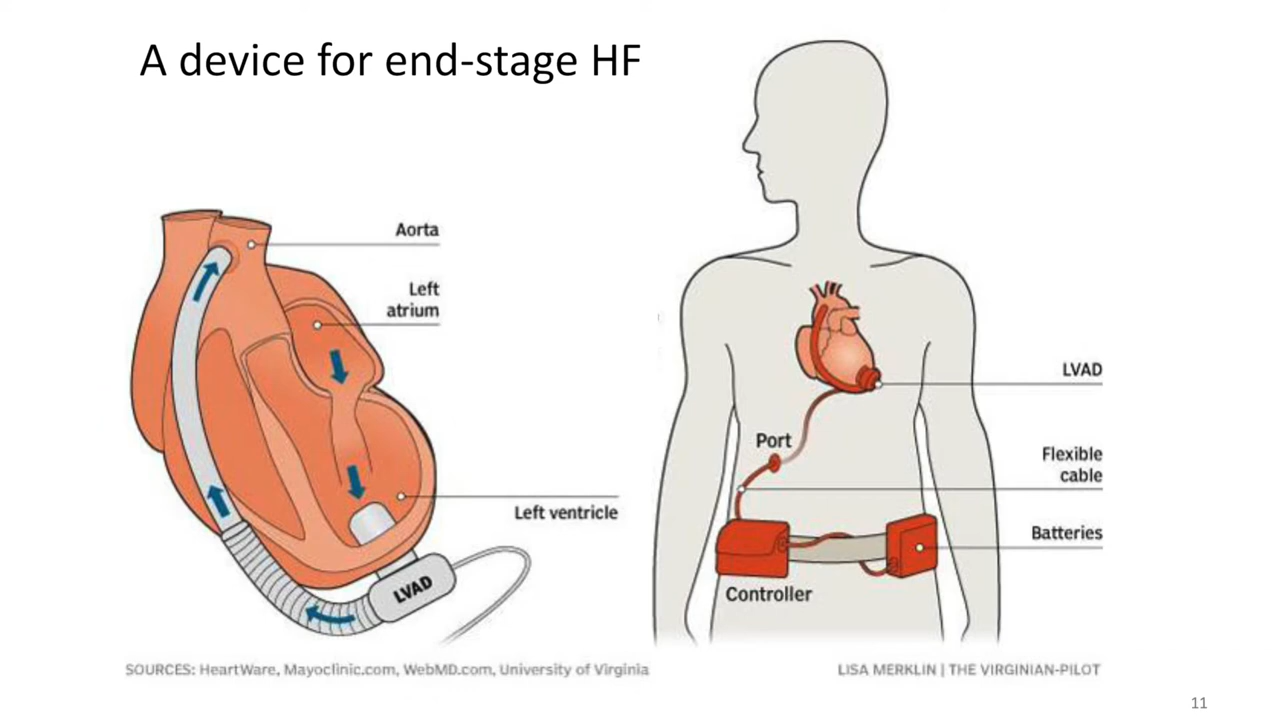 A device for end-stage HF
Aorta
Left
atrium
Left ventricle
LVAD
LVAD
Port
Flexible
cable
Batteries
Controller
SOURCES: HeartWare, Mayoclinic.com, WebMD.com, University of Virginia
LISA MERKLIN | THE VIRGINIAN-PILOT
11